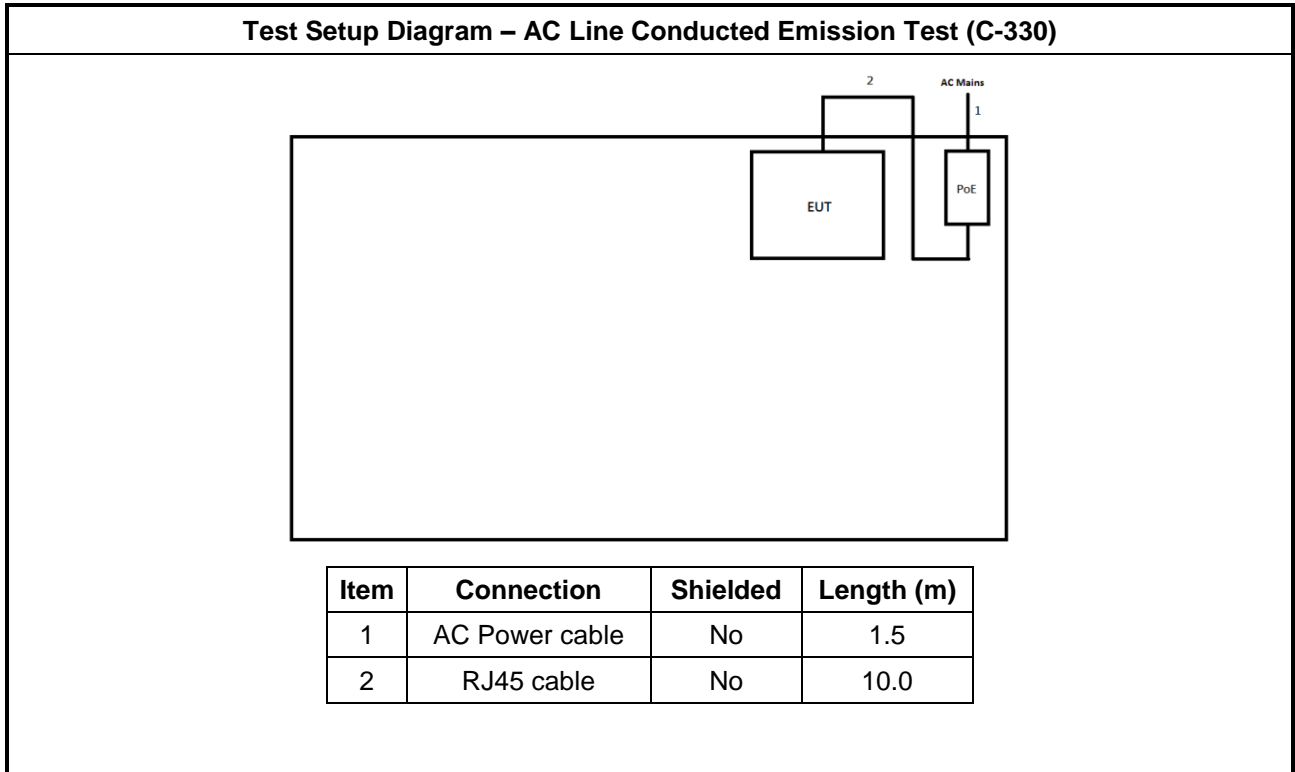 Test Setup Diagram – AC Line Conducted Emission Test (C-330)
2
AC Mains
1
EUT
PoE
Item Connection Shielded Length (m)
1 AC Power cable No 1.5
2 RJ45 cable No 10.0